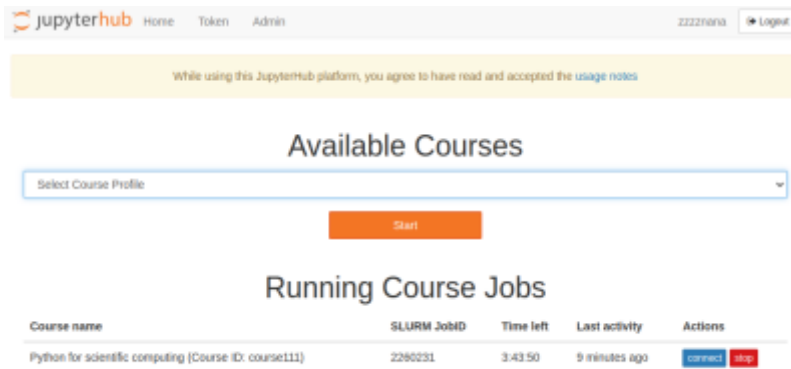 jupyterhub Home Token Admin zzzznana Logout
While using this JupyterHub platform, you agree to have read and accepted the usage notes
Available Courses
Select Course Profile
Start
Running Course Jobs
Course name SLURM JobID Time left Last activity Actions
Python for scientific computing (Course ID: course111) 2260231 3:43:50 9 minutes ago connect stop